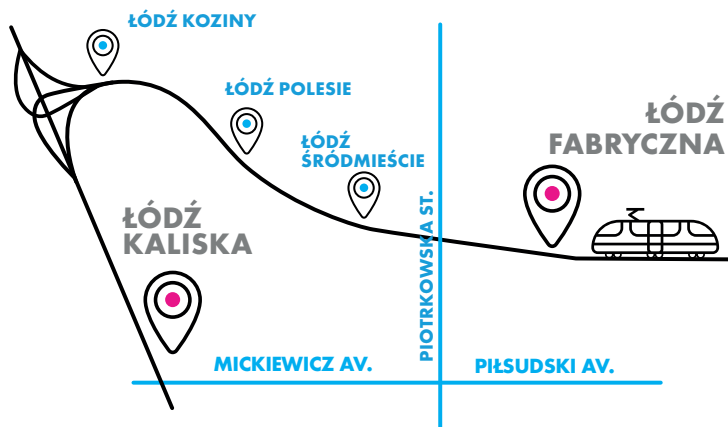 ŁÓDŹ KOZINY
ŁÓDŹ POLESIE
ŁÓDŹ
ŚRÓDMIEŚCIE
ŁÓDŹ
FABRYCZNA
ŁÓDŹ
KALISKA
PIOTRKOWSKA ST.
MICKIEWICZ AV.
PIŁSUDSKI AV.